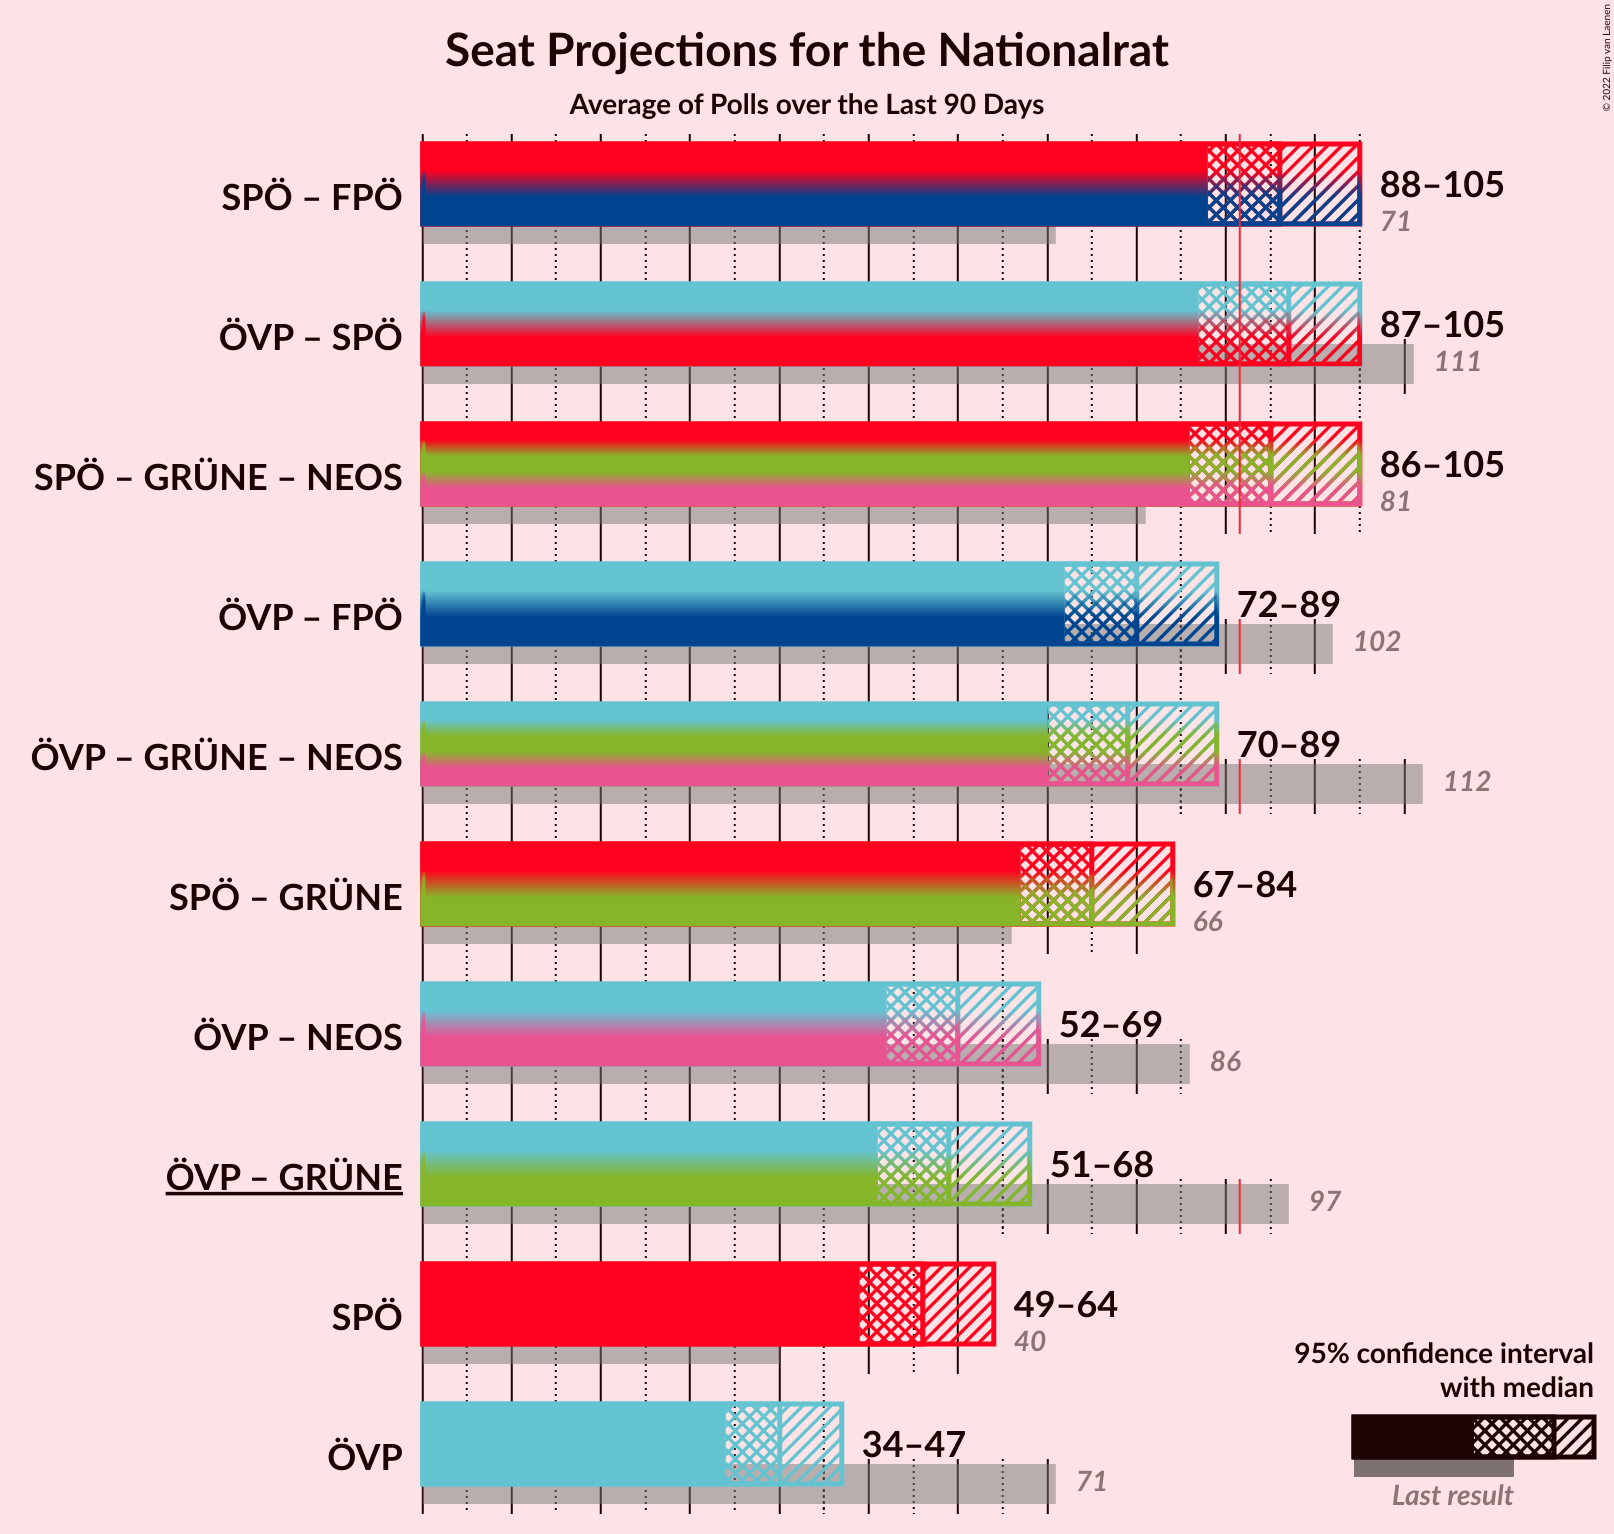 Seat Projections for the Nationalrat
Average of Polls over the Last 90 Days
© 2022 Filip van Laenen
SPÖ – FPÖ
88–105
71
ÖVP – SPÖ
87–105
111
SPÖ – GRÜNE – NEOS
86–105
81
ÖVP – FPÖ
72–89
102
ÖVP – GRÜNE – NEOS
70–89
112
SPÖ – GRÜNE
67–84
66
ÖVP – NEOS
52–69
86
ÖVP – GRÜNE
51–68
97
SPÖ
49–64
40
ÖVP
34–47
71
95% confidence interval
with median
Last result